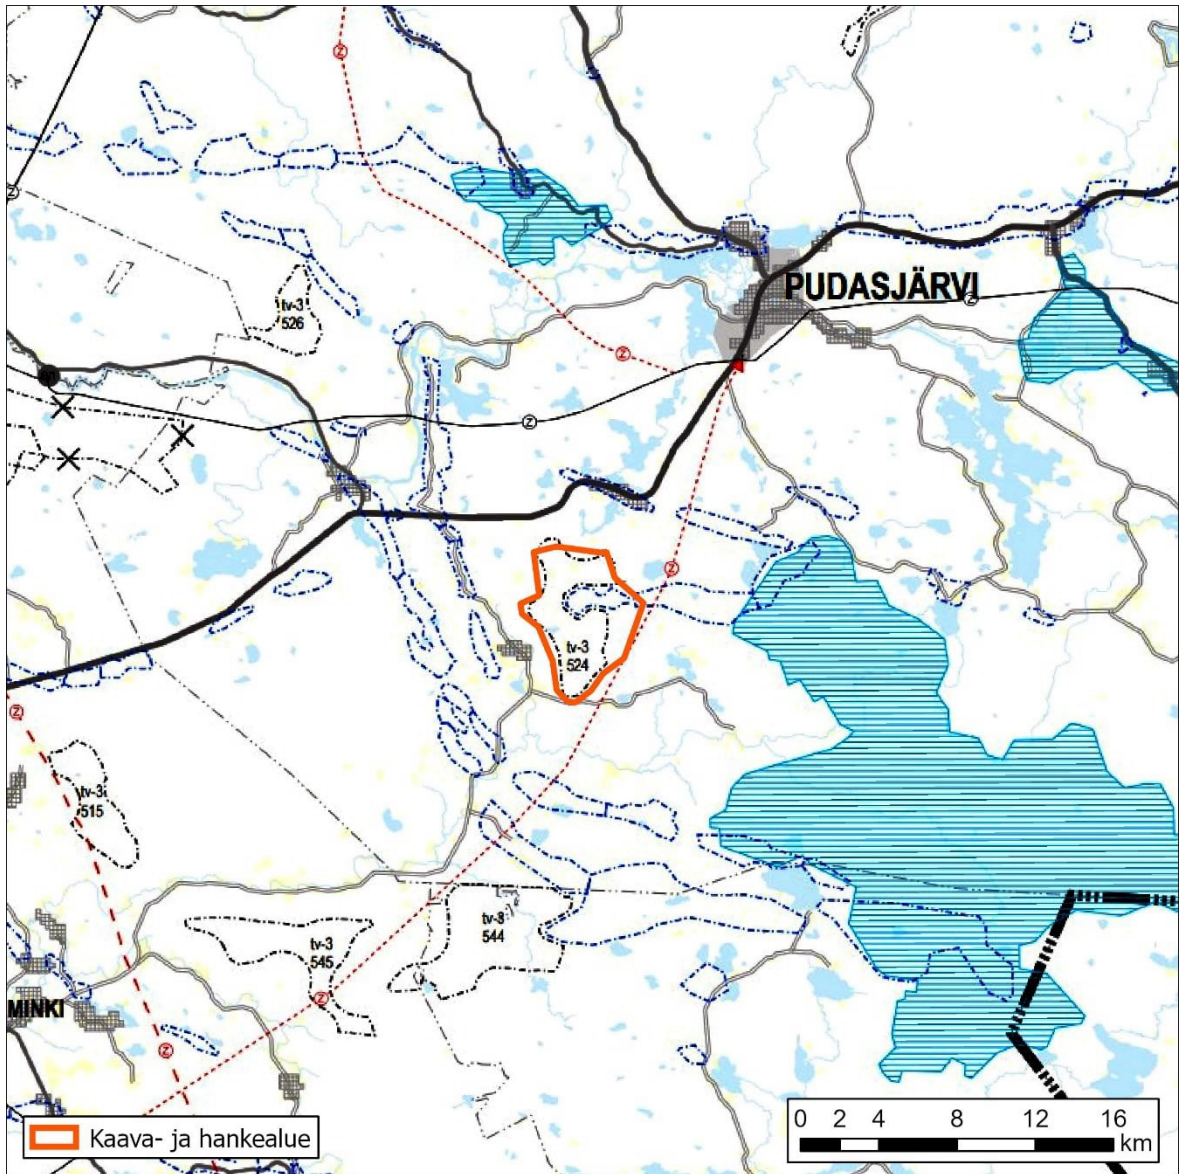 Z
Z
PUDASJÄRVI
Z
tv-3
526
Z
Z
Z
tv-3
524
Z
tv-3
515
tv-3
544
tv-3
545
Z
MINKI
Z
Kaava- ja hankealue
0 2 4 8 12 16
km